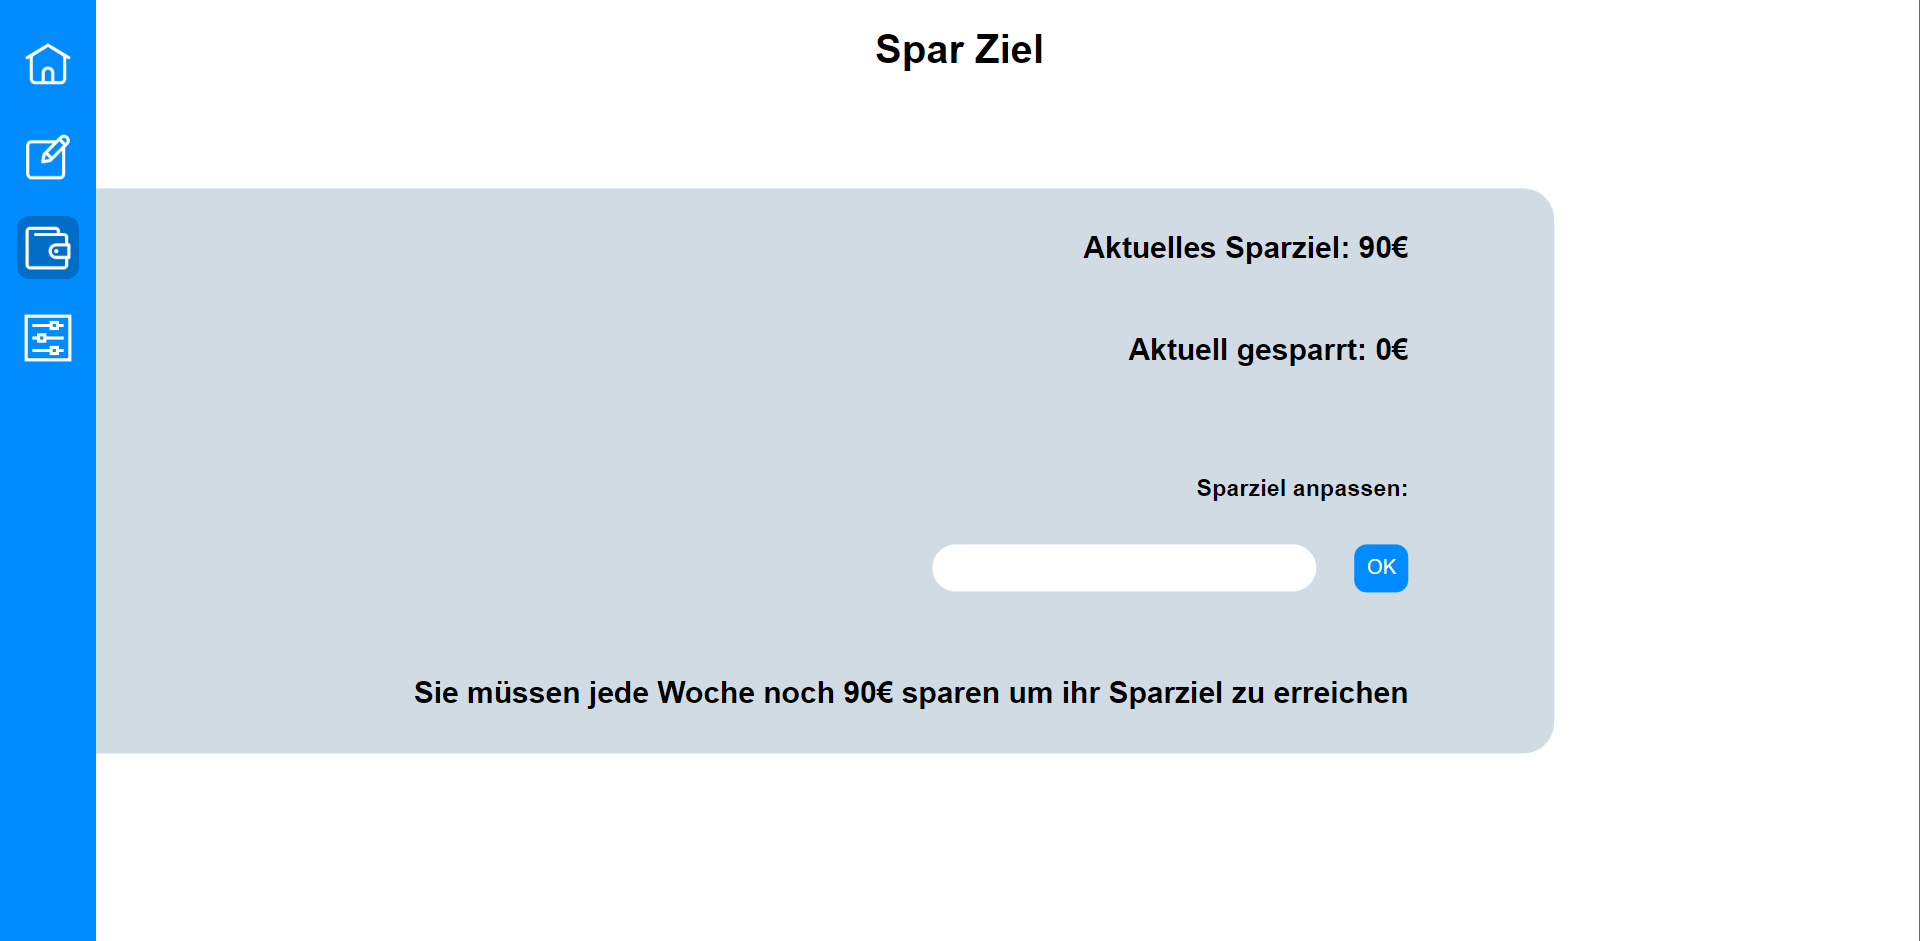 Spar Ziel
Aktuelles Sparziel: 90€
Aktuell gesparrt: 0€
Sparziel anpassen:
OK
Sie müssen jede Woche noch 90€ sparen um ihr Sparziel zu erreichen